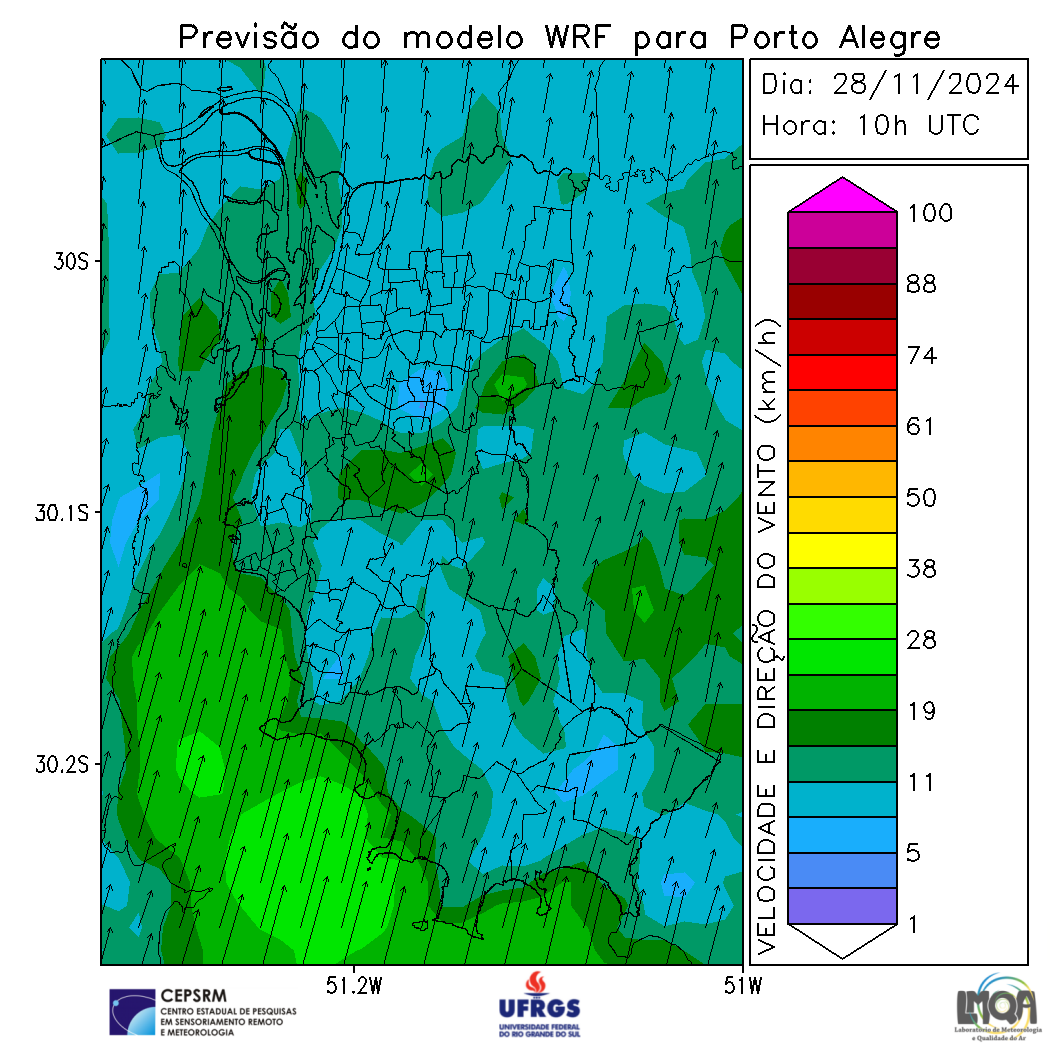 Previsão do modelo WRF para Porto Alegre
Dia: 28/11/2024
Hora: 10h UTC
30S
30.1S
30.2S
51.2W
51W
VELOCIDADE E DIREÇÃO DO VENTO (km/h)
100
88
74
61
50
38
28
19
11
5
1
CEPSRM
CENTRO ESTADUAL DE PESQUISAS
EM SENSORIAMENTO REMOTO
E METEOROLOGIA
UFRGS
UNIVERSIDADE FEDERAL
DO RIO GRANDE DO SUL
LMQA
Laboratório de Meteorologia
e Qualidade do Ar